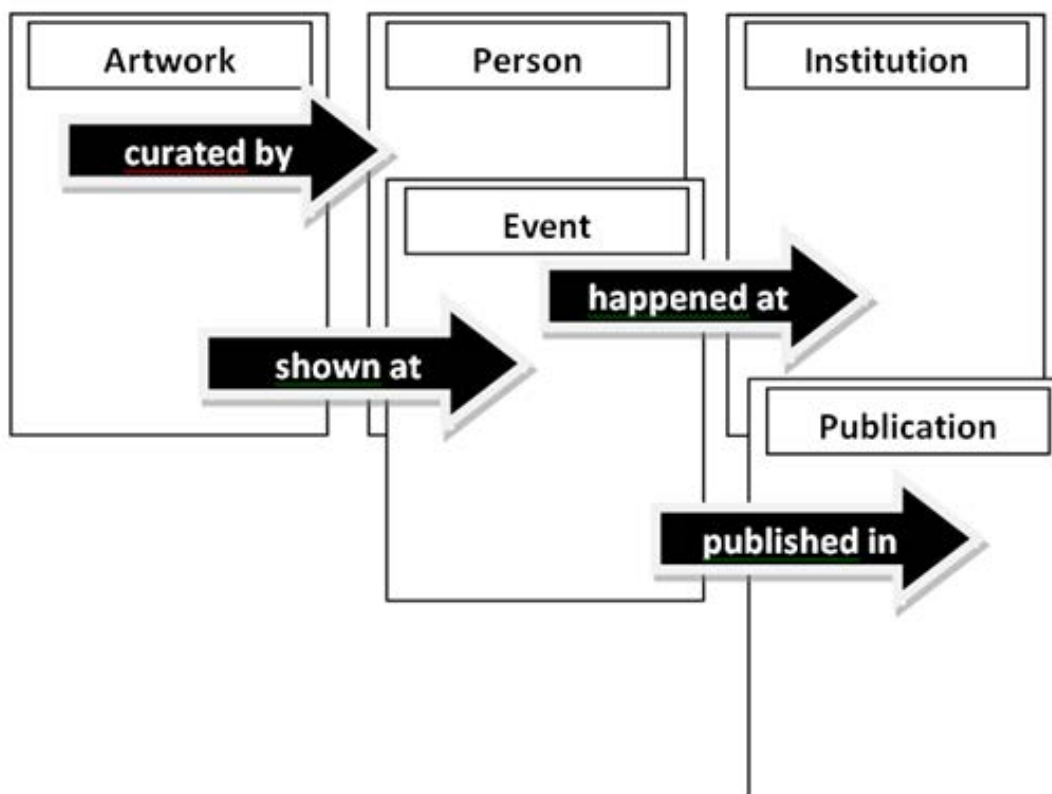 Artwork
Person
Institution
curated by
Event
happened at
shown at
Publication
published in